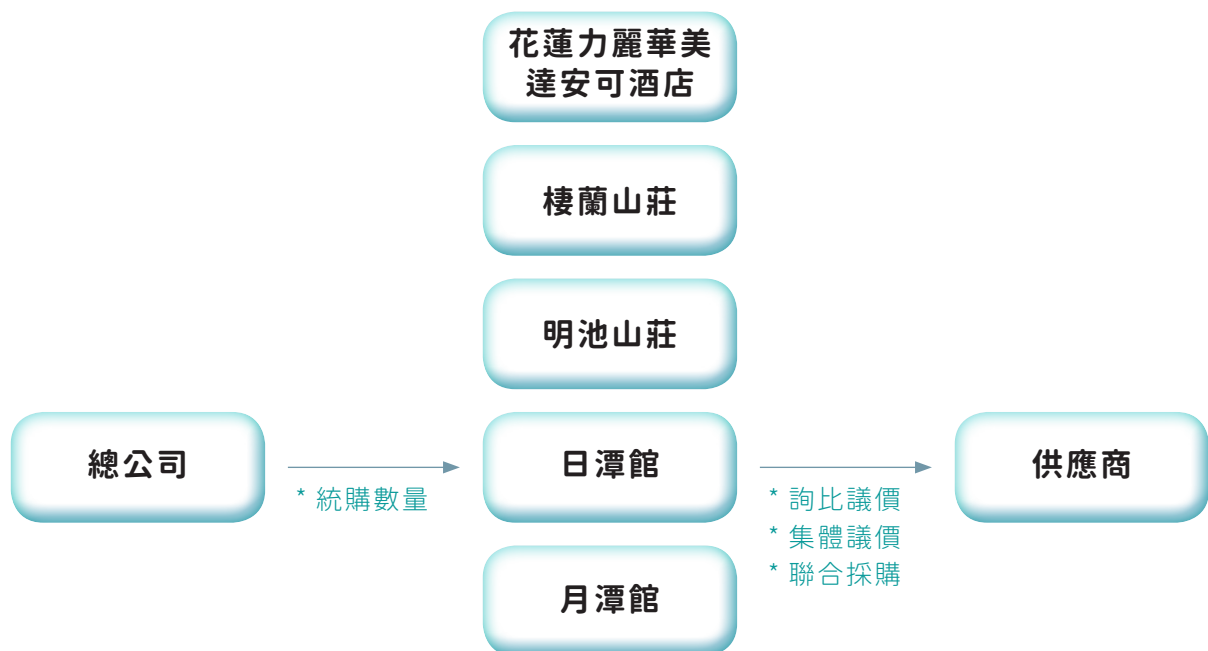 花蓮力麗華美
達安可酒店
棲蘭山莊
明池山莊
總公司
* 統購數量
日潭館
* 詢比議價
* 集體議價
* 聯合採購
供應商
月潭館